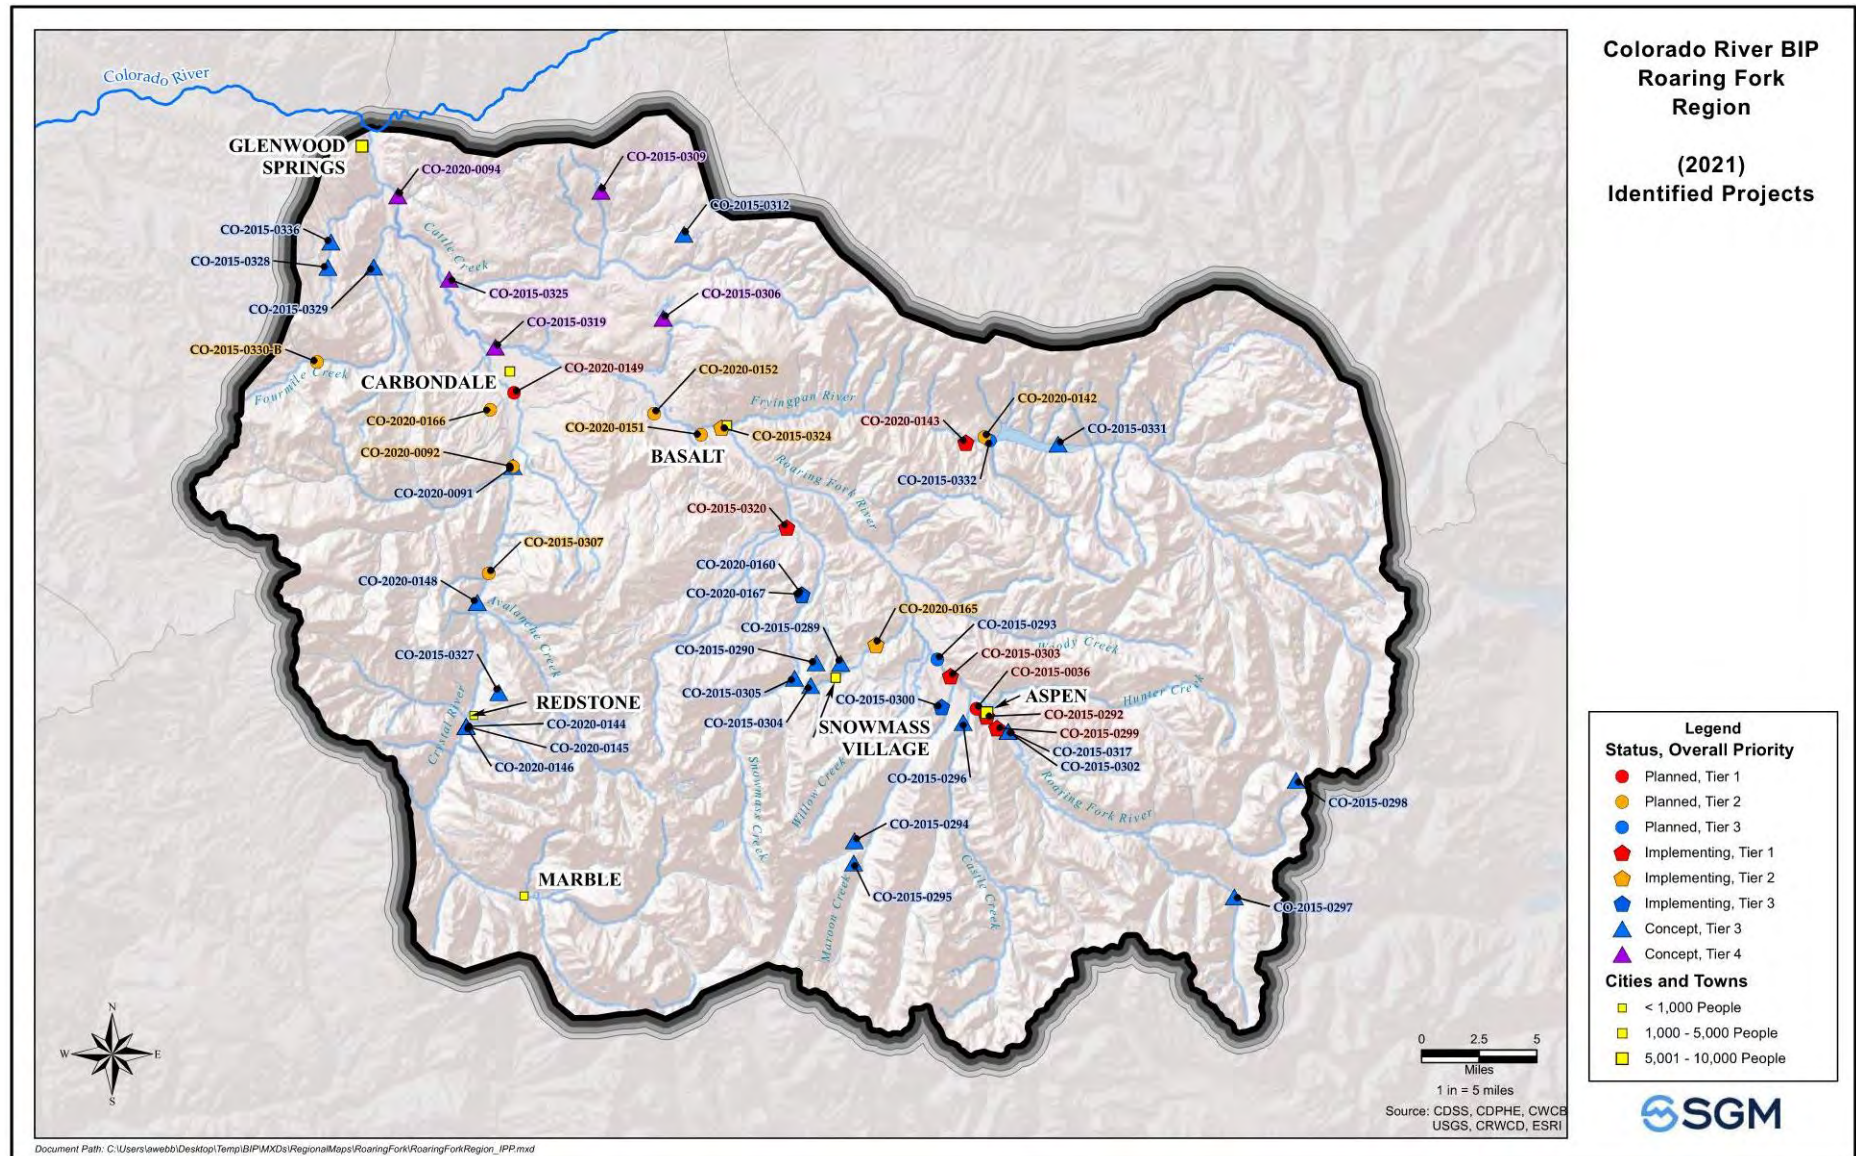 Colorado River BIP
Roaring Fork
Region
(2021)
Identified Projects
Colorado River
GLENWOOD
SPRINGS
CO-2020-0094
CO-2015-0309
CO-2015-0312
CO-2015-0336
CO-2015-0328
CO-2015-0329
Cattle Creek
CO-2015-0325
CO-2015-0306
CO-2015-0319
CO-2015-0330-B
Fourmile Creek
CARBONDALE
CO-2020-0149
CO-2020-0152
Fryingpan River
CO-2020-0166
CO-2020-0151
CO-2015-0324
CO-2020-0143
CO-2020-0142
CO-2015-0331
CO-2020-0092
BASALT
CO-2020-0091
Roaring Fork River
CO-2015-0332
CO-2015-0320
CO-2015-0307
CO-2020-0148
Avalanche Creek
CO-2020-0160
CO-2020-0167
CO-2020-0165
CO-2015-0289
CO-2015-0293
CO-2015-0290
Woody Creek
CO-2015-0303
CO-2015-0327
CO-2015-0036
CO-2015-0305
CO-2015-0300
ASPEN
Hunter Creek
REDSTONE
CO-2015-0304
CO-2015-0292
CO-2020-0144
SNOWMASS
VILLAGE
CO-2015-0299
CO-2020-0145
CO-2015-0317
CO-2020-0146
CO-2015-0302
CO-2015-0296
Crystal River
Snowmass Creek
Willow Creek
Roaring Fork River
CO-2015-0298
CO-2015-0294
MARBLE
CO-2015-0295
Maroon Creek
Castle Creek
CO-2015-0297
N
W
E
S
0 2.5 5
Miles
1 in = 5 miles
Source: CDSS, CDPHE, CWCB
USGS, CRWCD, ESRI
Legend
Status, Overall Priority
Planned, Tier 1
Planned, Tier 2
Planned, Tier 3
Implementing, Tier 1
Implementing, Tier 2
Implementing, Tier 3
Concept, Tier 3
Concept, Tier 4
Cities and Towns
< 1,000 People
1,000 - 5,000 People
5,001 - 10,000 People
SGM
Document Path: C:\Users\awebb\Desktop\Temp\BIP\MXDs\RegionalMaps\RoaringFork\RoaringForkRegion_IPP.mxd